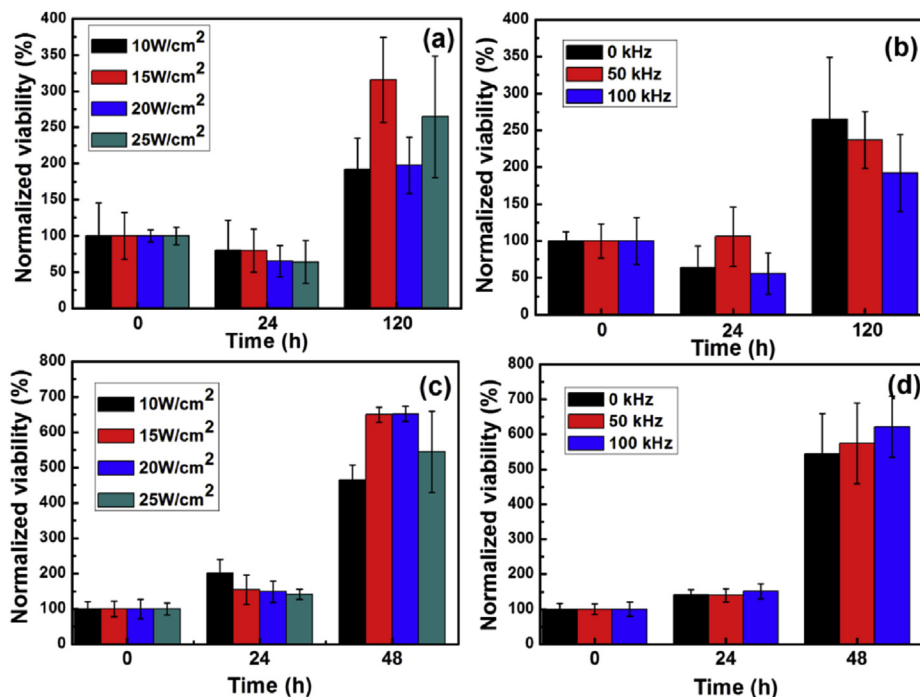 (a)
Normalized viability (%)
400
350
300
250
200
150
100
50
0
10W/cm²
15W/cm²
20W/cm²
25W/cm²
0 24 120
Time (h)
(b)
Normalized viability (%)
400
350
300
250
200
150
100
50
0
0 kHz
50 kHz
100 kHz
0 24 120
Time (h)
(c)
Normalized viability (%)
800
700
600
500
400
300
200
100
0
10W/cm²
15W/cm²
20W/cm²
25W/cm²
0 24 48
Time (h)
(d)
Normalized viability (%)
800
700
600
500
400
300
200
100
0
0 kHz
50 kHz
100 kHz
0 24 48
Time (h)